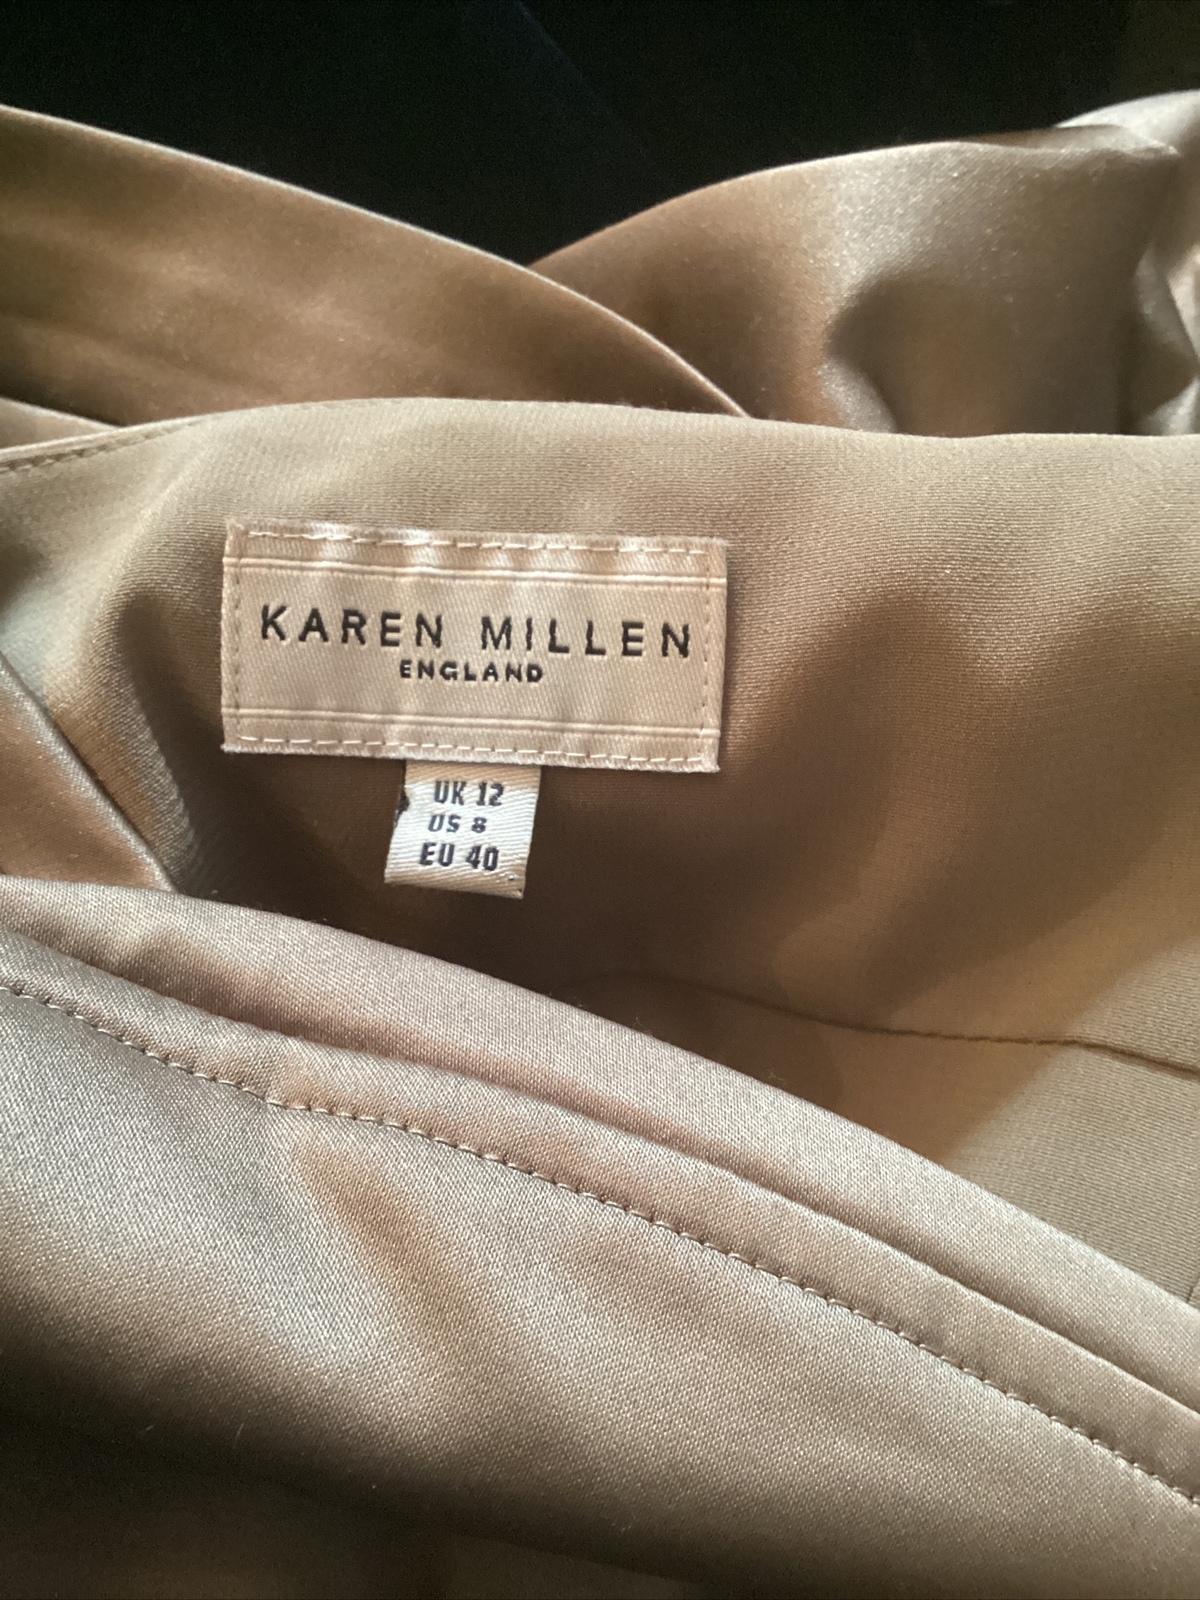 KAREN MILLEN
ENGLAND
UK 12
US 8
EU 40